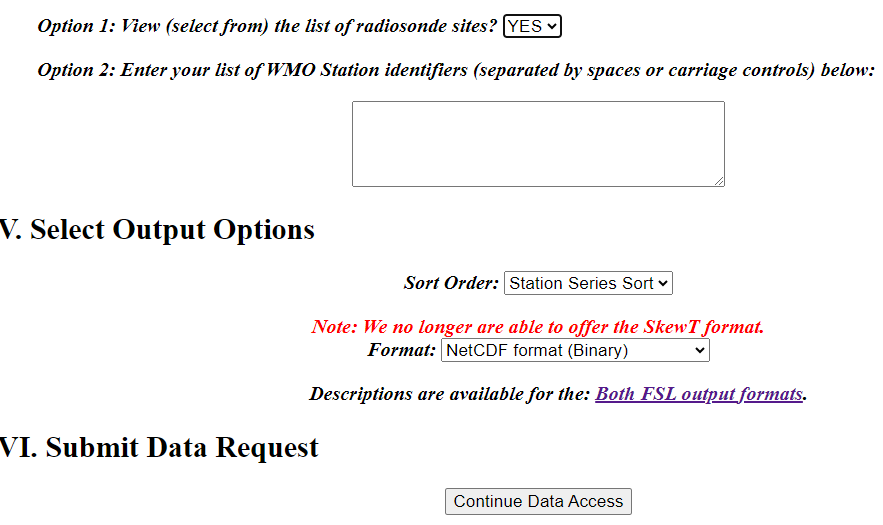 Option 1: View (select from) the list of radiosonde sites? YES
Option 2: Enter your list of WMO Station identifiers (separated by spaces or carriage controls) below:
V. Select Output Options
Sort Order: Station Series Sort
Note: We no longer are able to offer the SkewT format.
Format: NetCDF format (Binary)
Descriptions are available for the: Both FSL output formats.
VI. Submit Data Request
Continue Data Access